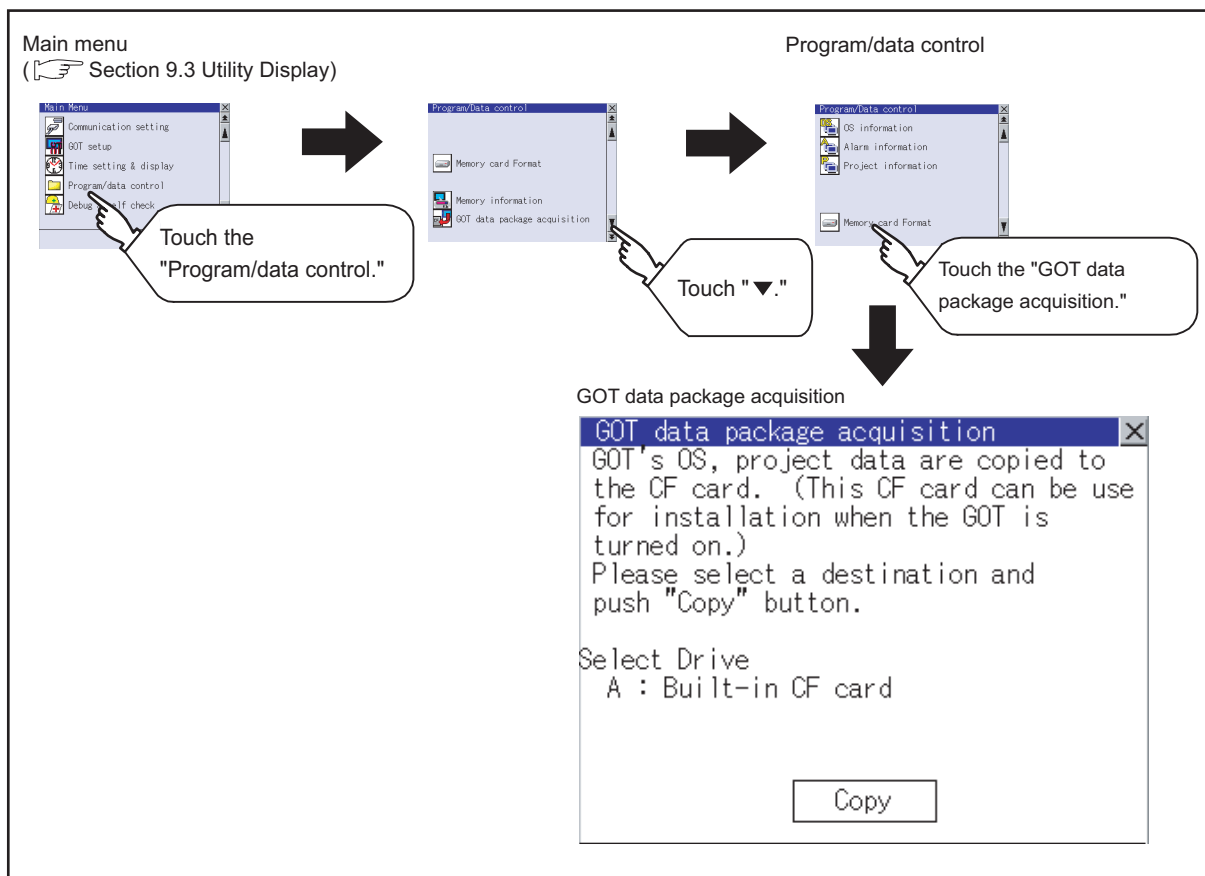 Main menu
( Section 9.3 Utility Display)
Program/data control
Main Menu
Communication setting
GOT setup
Time setting & display
Program/data control
Debug self check
Touch the
"Program/data control."
Program/Data control
Memory card Format
Memory information
GOT data package acquisition
Touch " ▼."
Program/Data control
OS information
Alarm information
Project information
Memory card Format
Touch the "GOT data
package acquisition."
GOT data package acquisition
GOT data package acquisition
GOT's OS, project data are copied to
the CF card. (This CF card can be use
for installation when the GOT is
turned on.)
Please select a destination and
push "Copy" button.
Select Drive
A : Built-in CF card
Copy